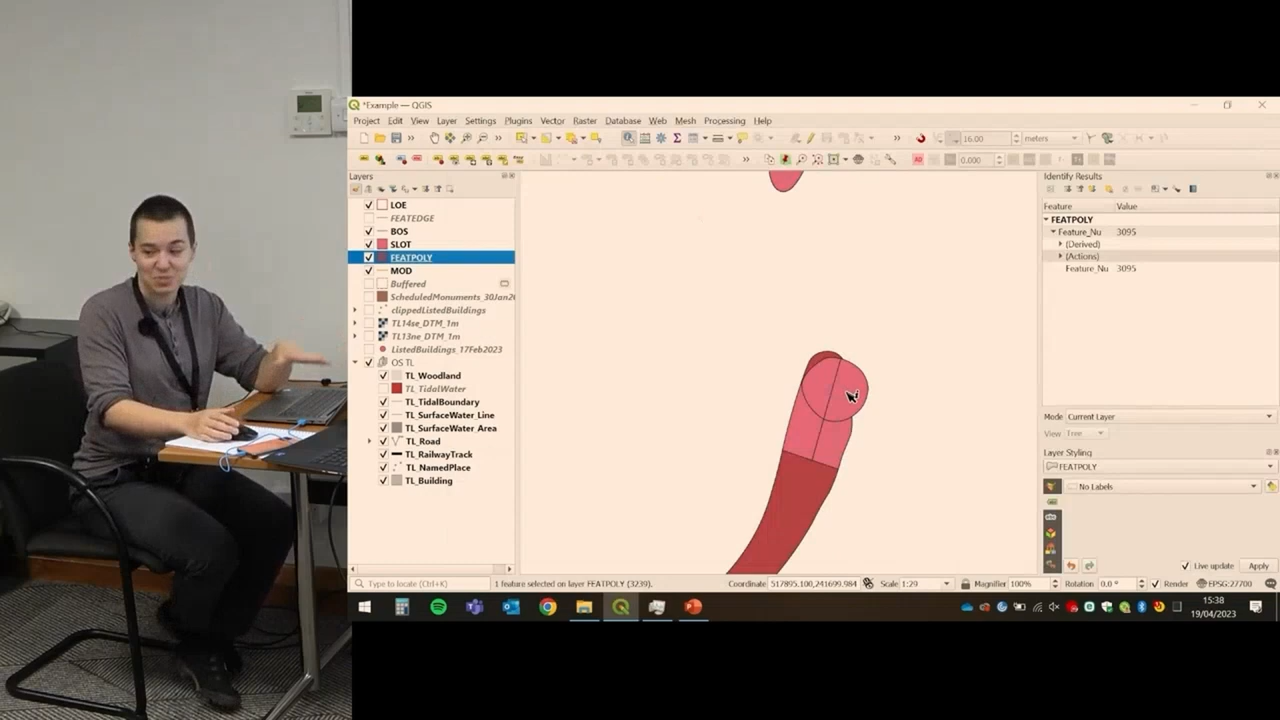 *Example — QGIS
Project Edit View Layer Settings Plugins Vector Raster Database Web Mesh Processing Help
16.00 meters
0.000
Layers
LOE
FEATEDGE
BOS
SLOT
FEATPOLY
MOD
Buffered
ScheduledMonuments_30Jan20
clippedListedBuildings
TL14se_DTM_1m
TL13ne_DTM_1m
ListedBuildings_17Feb2023
OS TL
TL_Woodland
TL_TidalWater
TL_TidalBoundary
TL_SurfaceWater_Line
TL_SurfaceWater_Area
TL_Road
TL_RailwayTrack
TL_NamedPlace
TL_Building
Identify Results
Feature Value
FEATPOLY
Feature_Nu 3095
(Derived)
(Actions)
Feature_Nu 3095
Mode Current Layer
View Tree
Layer Styling
FEATPOLY
No Labels
Live update Apply
Type to locate (Ctrl+K) 1 feature selected on layer FEATPOLY (3239). Coordinate 517895.100,241699.984 Scale 1:29 Magnifier 100% Rotation 0.0 ° Render EPSG:27700
15:38
19/04/2023